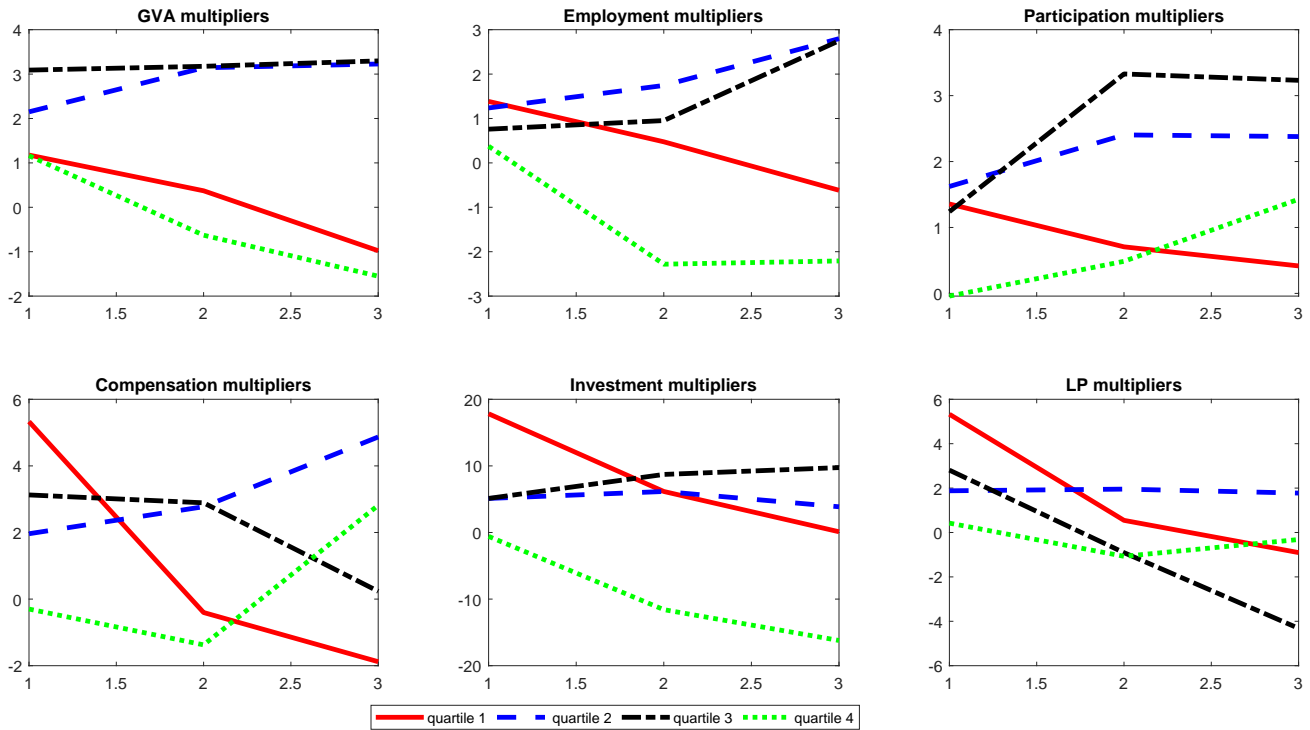 GVA multipliers
4
3
2
1
0
-1
-2
1 1.5 2 2.5 3
Employment multipliers
3
2
1
0
-1
-2
-3
1 1.5 2 2.5 3
Participation multipliers
4
3
2
1
0
1 1.5 2 2.5 3
Compensation multipliers
6
4
2
0
-2
1 1.5 2 2.5 3
Investment multipliers
20
10
0
-10
-20
1 1.5 2 2.5 3
LP multipliers
6
4
2
0
-2
-4
-6
1 1.5 2 2.5 3
quartile 1 quartile 2 quartile 3 quartile 4